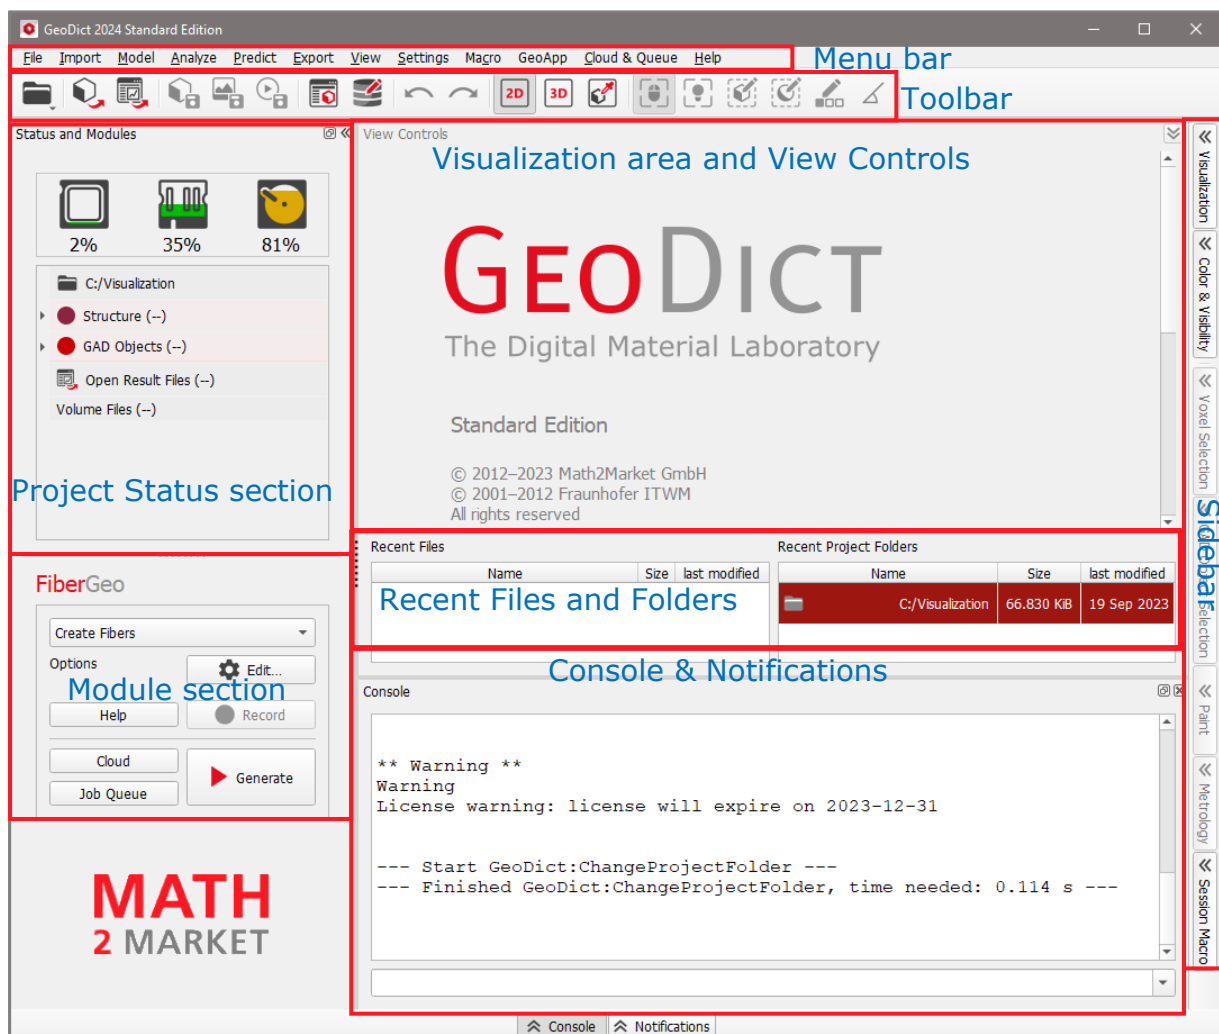 GeoDict 2024 Standard Edition
File Import Model Analyze Predict Export View Settings Macro GeoApp Cloud & Queue Help
Menu bar
2D 3D
Toolbar
Status and Modules
2% 35% 81%
C:/Visualization
Structure (--)
GAD Objects (--)
Open Result Files (--)
Volume Files (--)
Project Status section
FiberGeo
Create Fibers
Options
Edit...
Module section
Help
Record
Cloud
Job Queue
Generate
MATH
2 MARKET
View Controls
Visualization area and View Controls
GEODICT
The Digital Material Laboratory
Standard Edition
© 2012–2023 Math2Market GmbH
© 2001–2012 Fraunhofer ITWM
All rights reserved
Recent Files
Name Size last modified
Recent Files and Folders
Recent Project Folders
Name Size last modified
C:/Visualization 66.830 KiB 19 Sep 2023
Console & Notifications
Console
** Warning **
Warning
License warning: license will expire on 2023-12-31
--- Start GeoDict:ChangeProjectFolder ---
--- Finished GeoDict:ChangeProjectFolder, time needed: 0.114 s ---
Console
Notifications
Visualization
Color & Visibility
Voxel Selection
Selection
Sidebar
Paint
Metrology
Session Macro